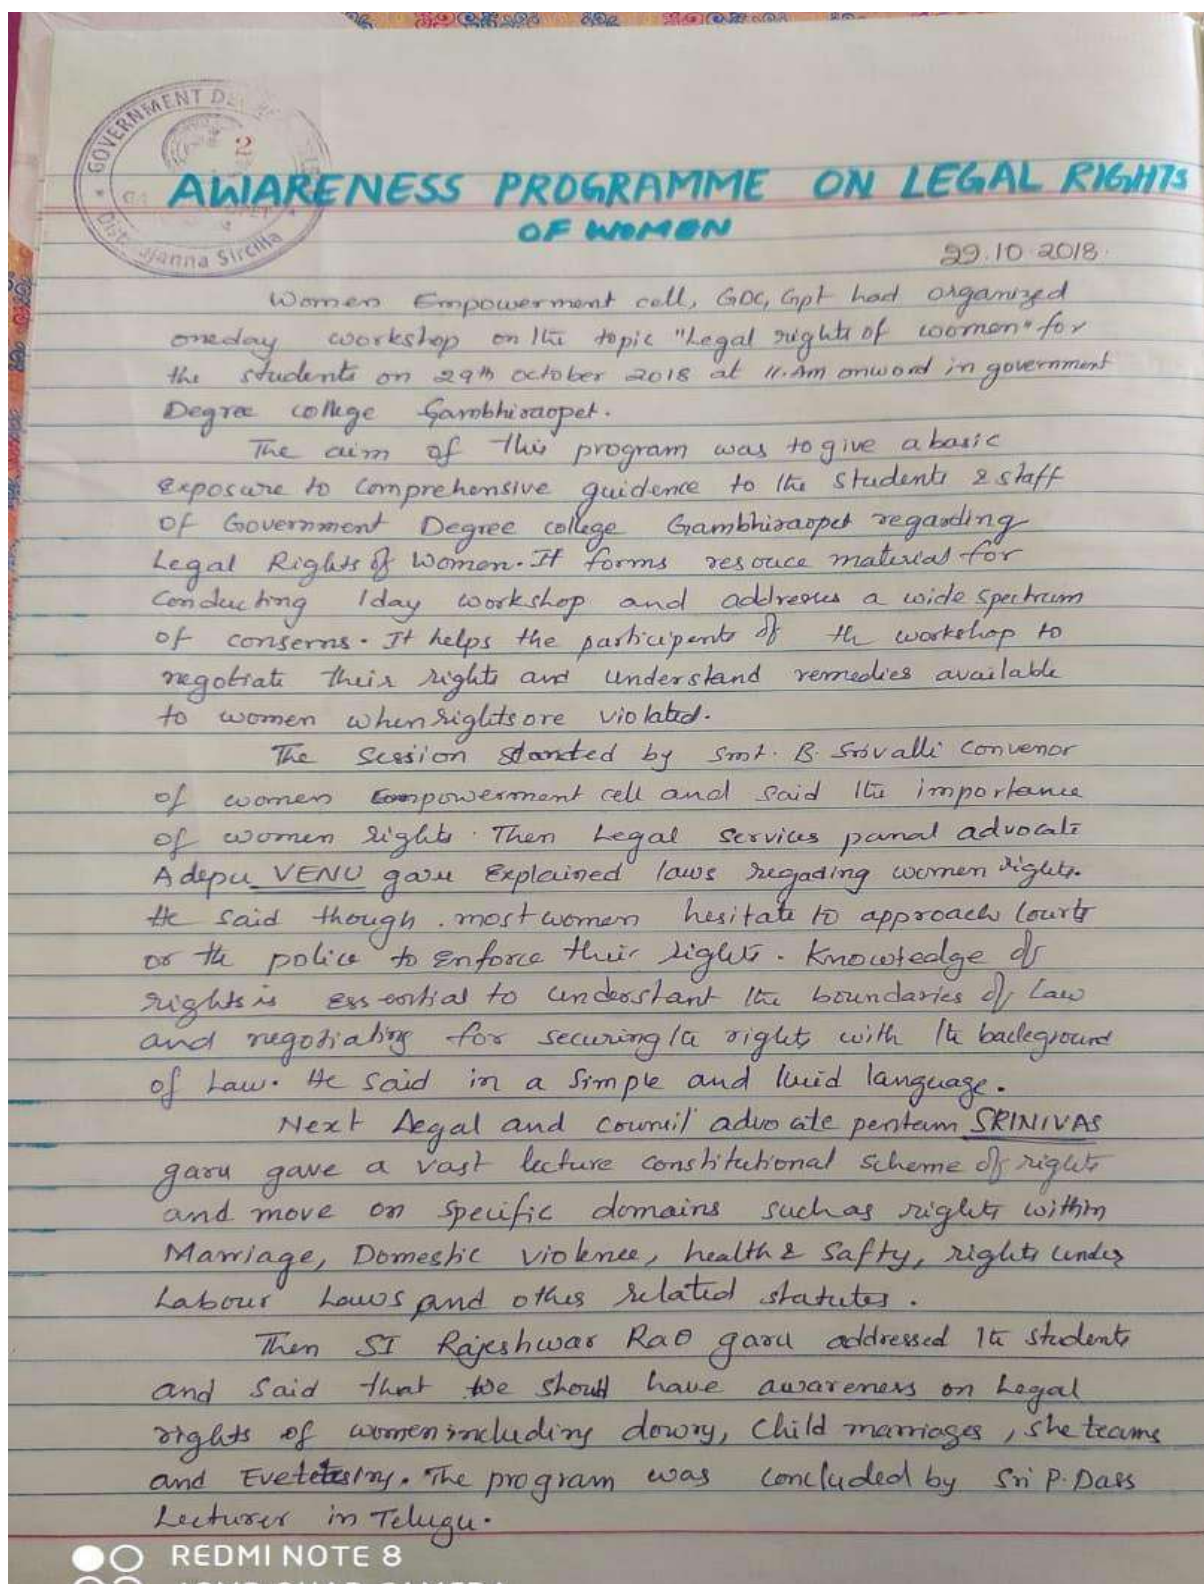 GOVERNMENT DE
2
Dist Rajanna Sircilla
AWARENESS PROGRAMME ON LEGAL RIGHTS
OF WOMEN
29.10.2018.
Women Empowerment cell, GDC, Gpt had organized
oneday workshop on the topic "Legal rights of women" for
the students on 29th october 2018 at 11.Am onword in government
Degree college Gambhiraopet.
The aim of this program was to give a basic
Exposure to Comprehensive guidence to the students & staff
of Government Degree college Gambhiraopet regarding
Legal Rights of Women. It forms resouce material for
Conducting 1day workshop and addresses a wide spectrum
of conserns. It helps the participents of th workshop to
negotiate their rights and understand remedies available
to women when rights are violated.
The Session started by Smt. B. Srivalli Convenor
of women Empowerment cell and said the importance
of women rights. Then Legal Services panal advocate
Adepu VENU garu Explained laws regading women rights.
He said though most women hesitate to approach Courts
or th police to Enforce their rights. Knowledge of
rights is Essential to understant the boundaries of Law
and negotiating for securing the rights with the background
of Law. He said in a Simple and lucid language.
Next Legal and Council advocate pentam SRINIVAS
garu gave a vast lecture constitutional scheme of rights
and move on specific domains such as rights within
Marriage, Domestic violence, health & Safty, rights under
Labour Laws and other related statutes.
Then SI Rajeshwar Rao garu addressed the students
and said that we should have awareness on Legal
rights of women including dowry, Child marriages, she teams
and Eveteesing. The program was concluded by Sri P. Dass
Lecturer in Telugu.
REDMI NOTE 8